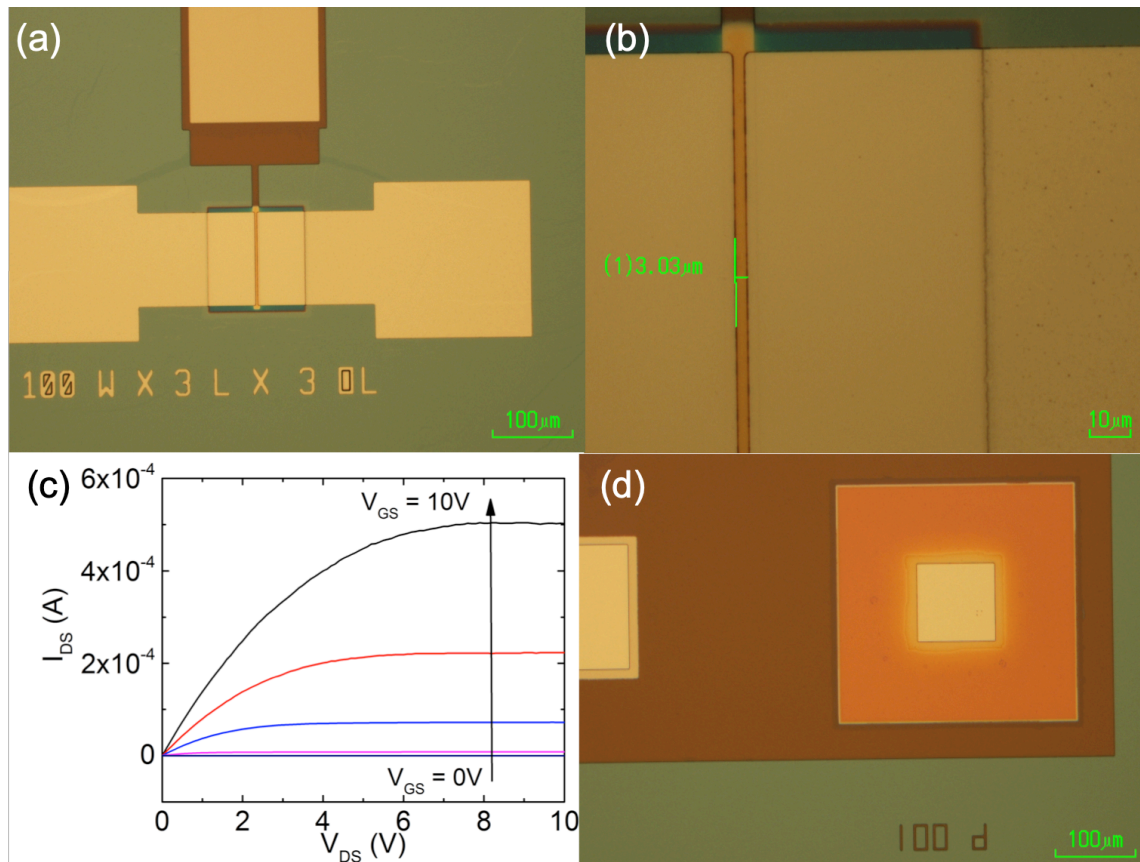 (a)
100 W X 3 L X 3 OL
100μm
(b)
(1)3.03μm
10μm
(c)
6x10⁻⁴
4x10⁻⁴
2x10⁻⁴
0
I_DS (A)
V_GS = 10V
V_GS = 0V
0 2 4 6 8 10
V_DS (V)
(d)
100 d
100μm